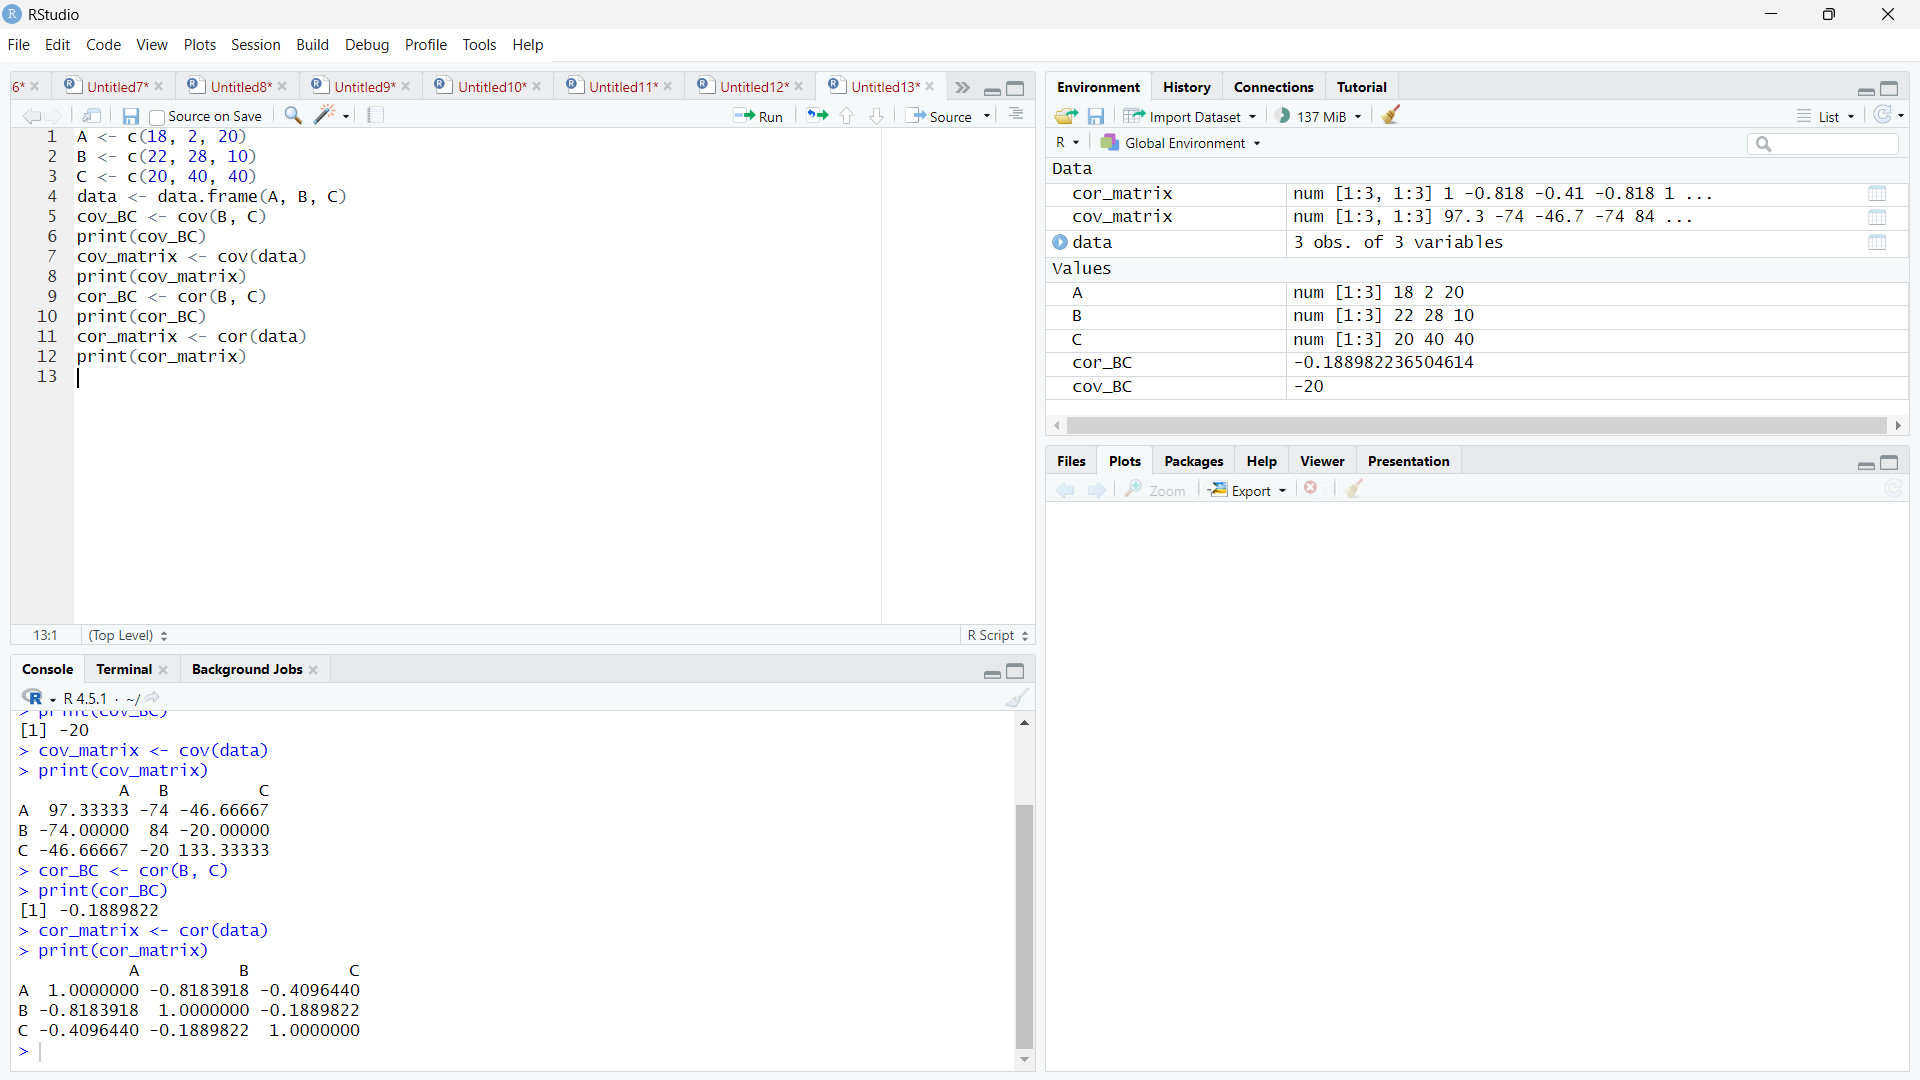 RStudio
File Edit Code View Plots Session Build Debug Profile Tools Help
6* Untitled7* Untitled8* Untitled9* Untitled10* Untitled11* Untitled12* Untitled13*
Source on Save Run Source
1 A <- c(18, 2, 20)
2 B <- c(22, 28, 10)
3 C <- c(20, 40, 40)
4 data <- data.frame(A, B, C)
5 cov_BC <- cov(B, C)
6 print(cov_BC)
7 cov_matrix <- cov(data)
8 print(cov_matrix)
9 cor_BC <- cor(B, C)
10 print(cor_BC)
11 cor_matrix <- cor(data)
12 print(cor_matrix)
13
13:1 (Top Level) R Script
Console Terminal Background Jobs
R R 4.5.1 · ~/
> print(cov_BC)
[1] -20
> cov_matrix <- cov(data)
> print(cov_matrix)
A B C
A 97.33333 -74 -46.66667
B -74.00000 84 -20.00000
C -46.66667 -20 133.33333
> cor_BC <- cor(B, C)
> print(cor_BC)
[1] -0.1889822
> cor_matrix <- cor(data)
> print(cor_matrix)
A B C
A 1.0000000 -0.8183918 -0.4096440
B -0.8183918 1.0000000 -0.1889822
C -0.4096440 -0.1889822 1.0000000
>
Environment History Connections Tutorial
Import Dataset 137 MiB List
R Global Environment
Data
cor_matrix num [1:3, 1:3] 1 -0.818 -0.41 -0.818 1 ...
cov_matrix num [1:3, 1:3] 97.3 -74 -46.7 -74 84 ...
data 3 obs. of 3 variables
Values
A num [1:3] 18 2 20
B num [1:3] 22 28 10
C num [1:3] 20 40 40
cor_BC -0.188982236504614
cov_BC -20
Files Plots Packages Help Viewer Presentation
Zoom Export